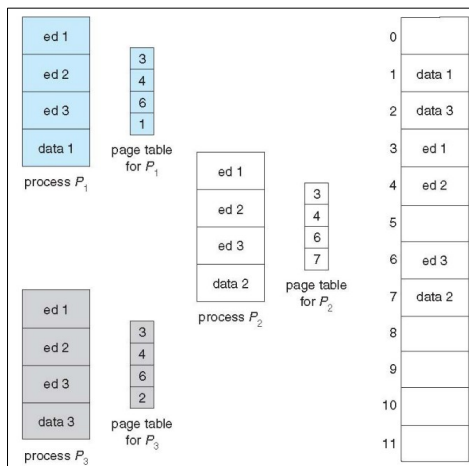 ed 1
ed 2
ed 3
data 1
process P1
3
4
6
1
page table
for P1
ed 1
ed 2
ed 3
data 2
process P2
3
4
6
7
page table
for P2
ed 1
ed 2
ed 3
data 3
process P3
3
4
6
2
page table
for P3
0
1 data 1
2 data 3
3 ed 1
4 ed 2
5
6 ed 3
7 data 2
8
9
10
11